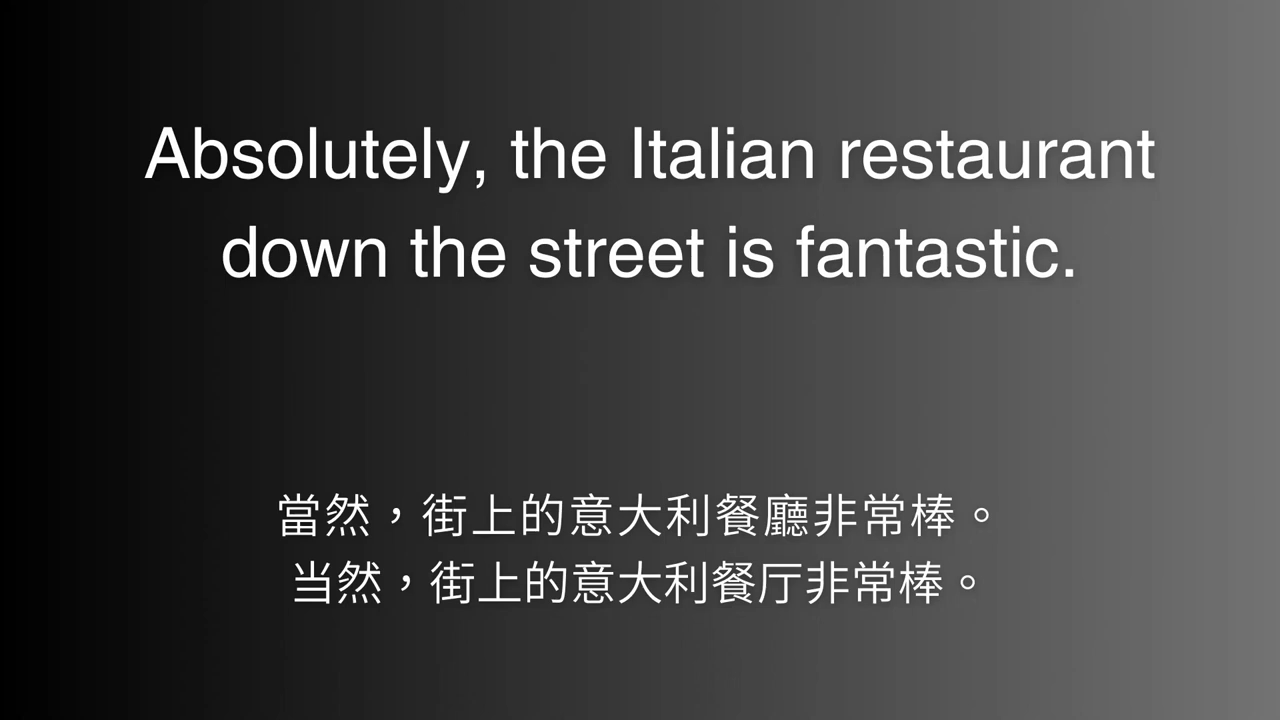 Absolutely, the Italian restaurant
down the street is fantastic.
當然，街上的意大利餐廳非常棒。
当然，街上的意大利餐厅非常棒。